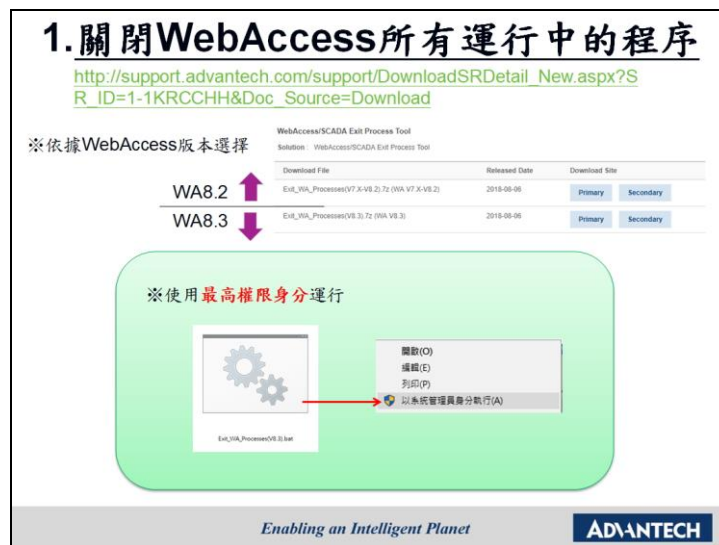 1.關閉WebAccess所有運行中的程序
http://support.advantech.com/support/DownloadSRDetail_New.aspx?S
R_ID=1-1KRCCHH&Doc_Source=Download
※依據WebAccess版本選擇
WebAccess/SCADA Exit Process Tool
Solution : WebAccess/SCADA Exit Process Tool
Download File Released Date Download Site
WA8.2
Exit_WA_Processes(V7.X-V8.2).7z (WA V7.X-V8.2) 2018-08-06 Primary Secondary
WA8.3
Exit_WA_Processes(V8.3).7z (WA V8.3) 2018-08-06 Primary Secondary
※使用最高權限身分運行
開啟(O)
編輯(E)
列印(P)
以系統管理員身分執行(A)
Exit_WA_Processes(V8.3).bat
Enabling an Intelligent Planet
ADVANTECH